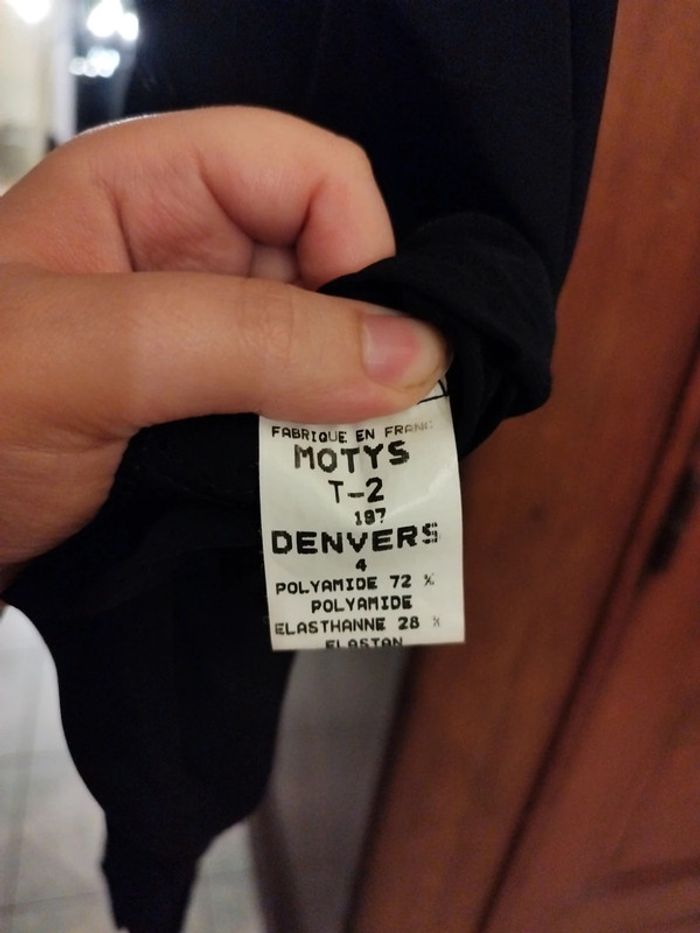 FABRIQUE EN FRANC
MOTYS
T-2
187
DENVERS
4
POLYAMIDE 72 %
POLYAMIDE
ELASTHANNE 28 %
ELASTAN